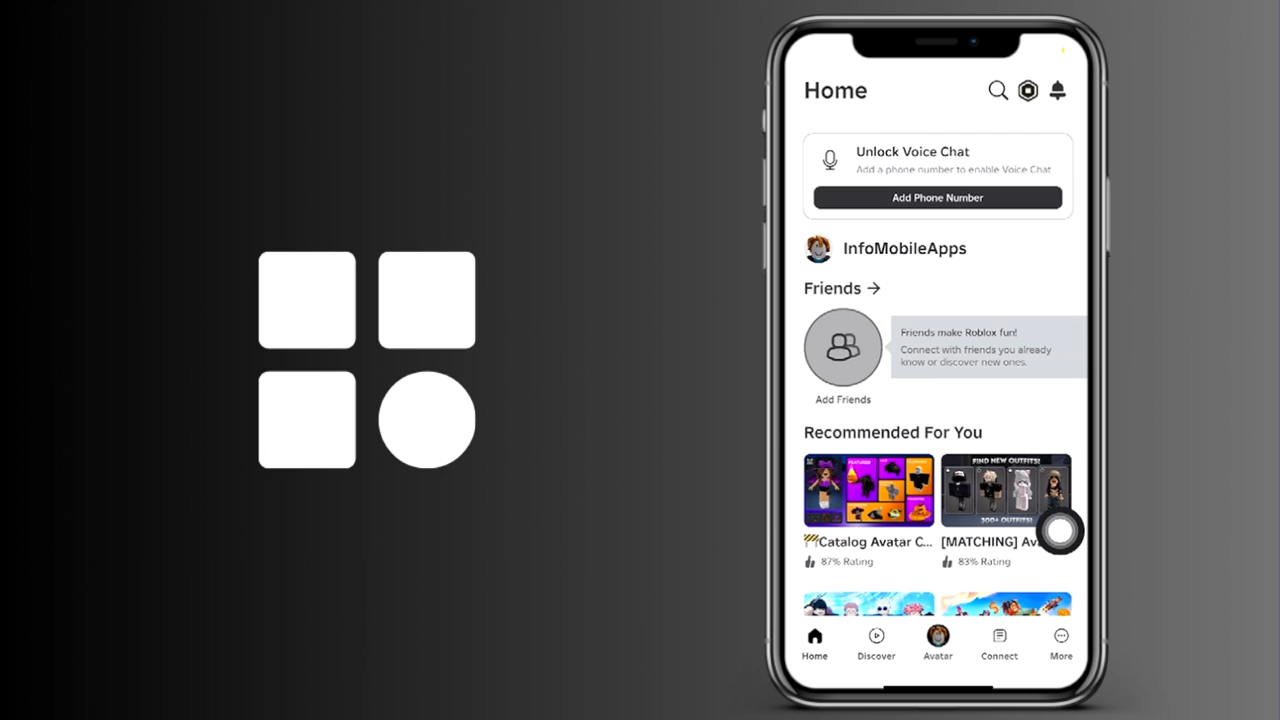 Home
Unlock Voice Chat
Add a phone number to enable Voice Chat
Add Phone Number
InfoMobileApps
Friends →
Friends make Roblox fun!
Connect with friends you already
know or discover new ones.
Add Friends
Recommended For You
FEATURED
FIND NEW OUTFITS!
300+ OUTFITS!
Catalog Avatar C...
[MATCHING] Av
87% Rating
83% Rating
Home
Discover
Avatar
Connect
More